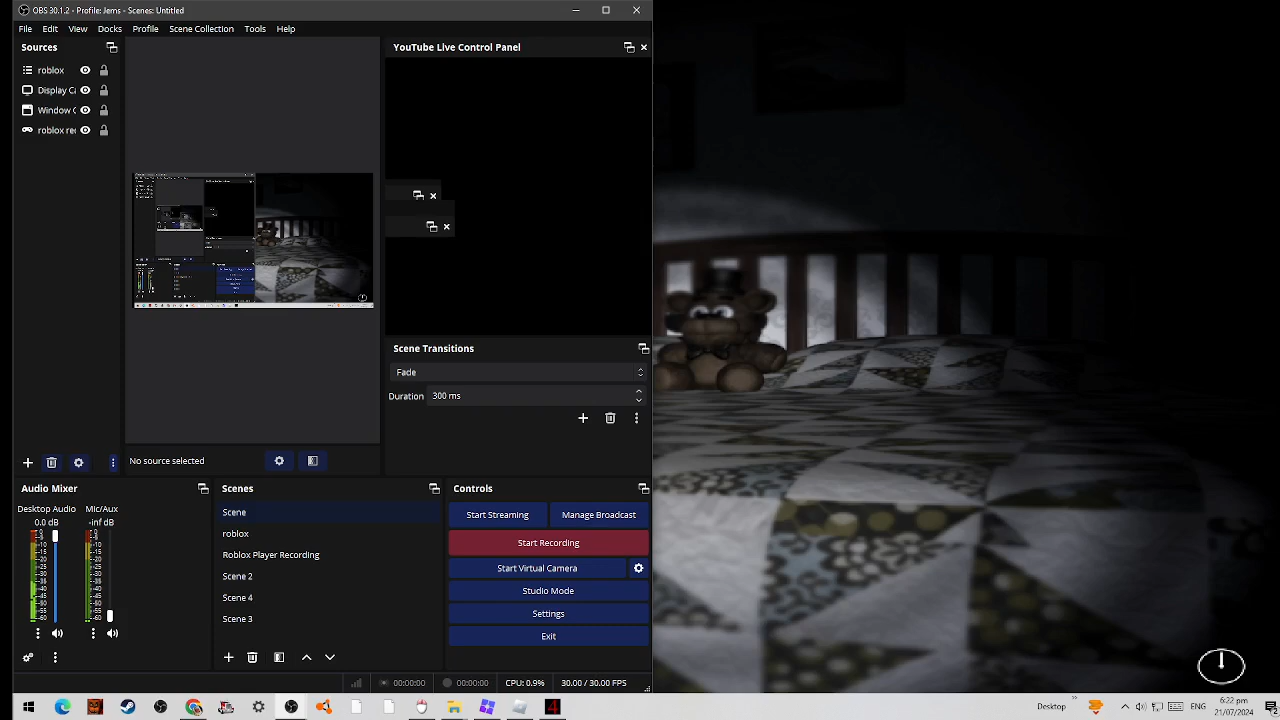 OBS 30.1.2 - Profile: Jems - Scenes: Untitled
File Edit View Docks Profile Scene Collection Tools Help
Sources
roblox
Display Ca
Window C
roblox rec
YouTube Live Control Panel
Scene Transitions
Fade
Duration 300 ms
No source selected
Audio Mixer
Desktop Audio Mic/Aux
0.0 dB -inf dB
Scenes
Scene
roblox
Roblox Player Recording
Scene 2
Scene 4
Scene 3
Controls
Start Streaming Manage Broadcast
Start Recording
Start Virtual Camera
Studio Mode
Settings
Exit
00:00:00 00:00:00 CPU: 0.9% 30.00 / 30.00 FPS
4
Desktop
ENG
6:22 pm
21/07/2024